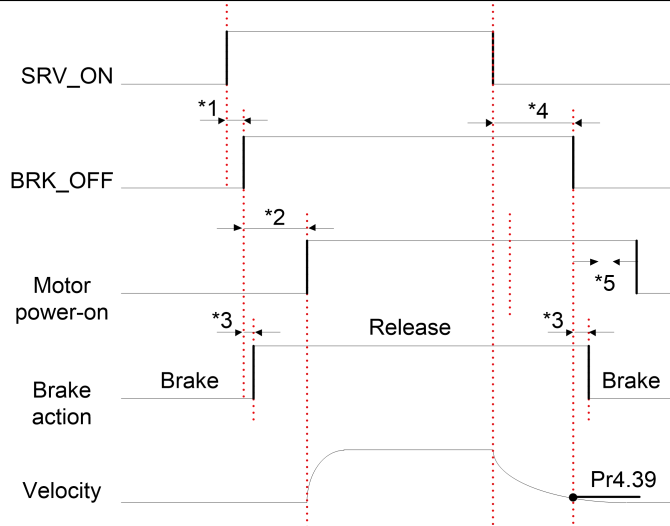 SRV_ON
*1
*4
BRK_OFF
*2
*5
Motor
power-on
*3
Release
*3
Brake
Brake
Brake
action
Pr4.39
Velocity